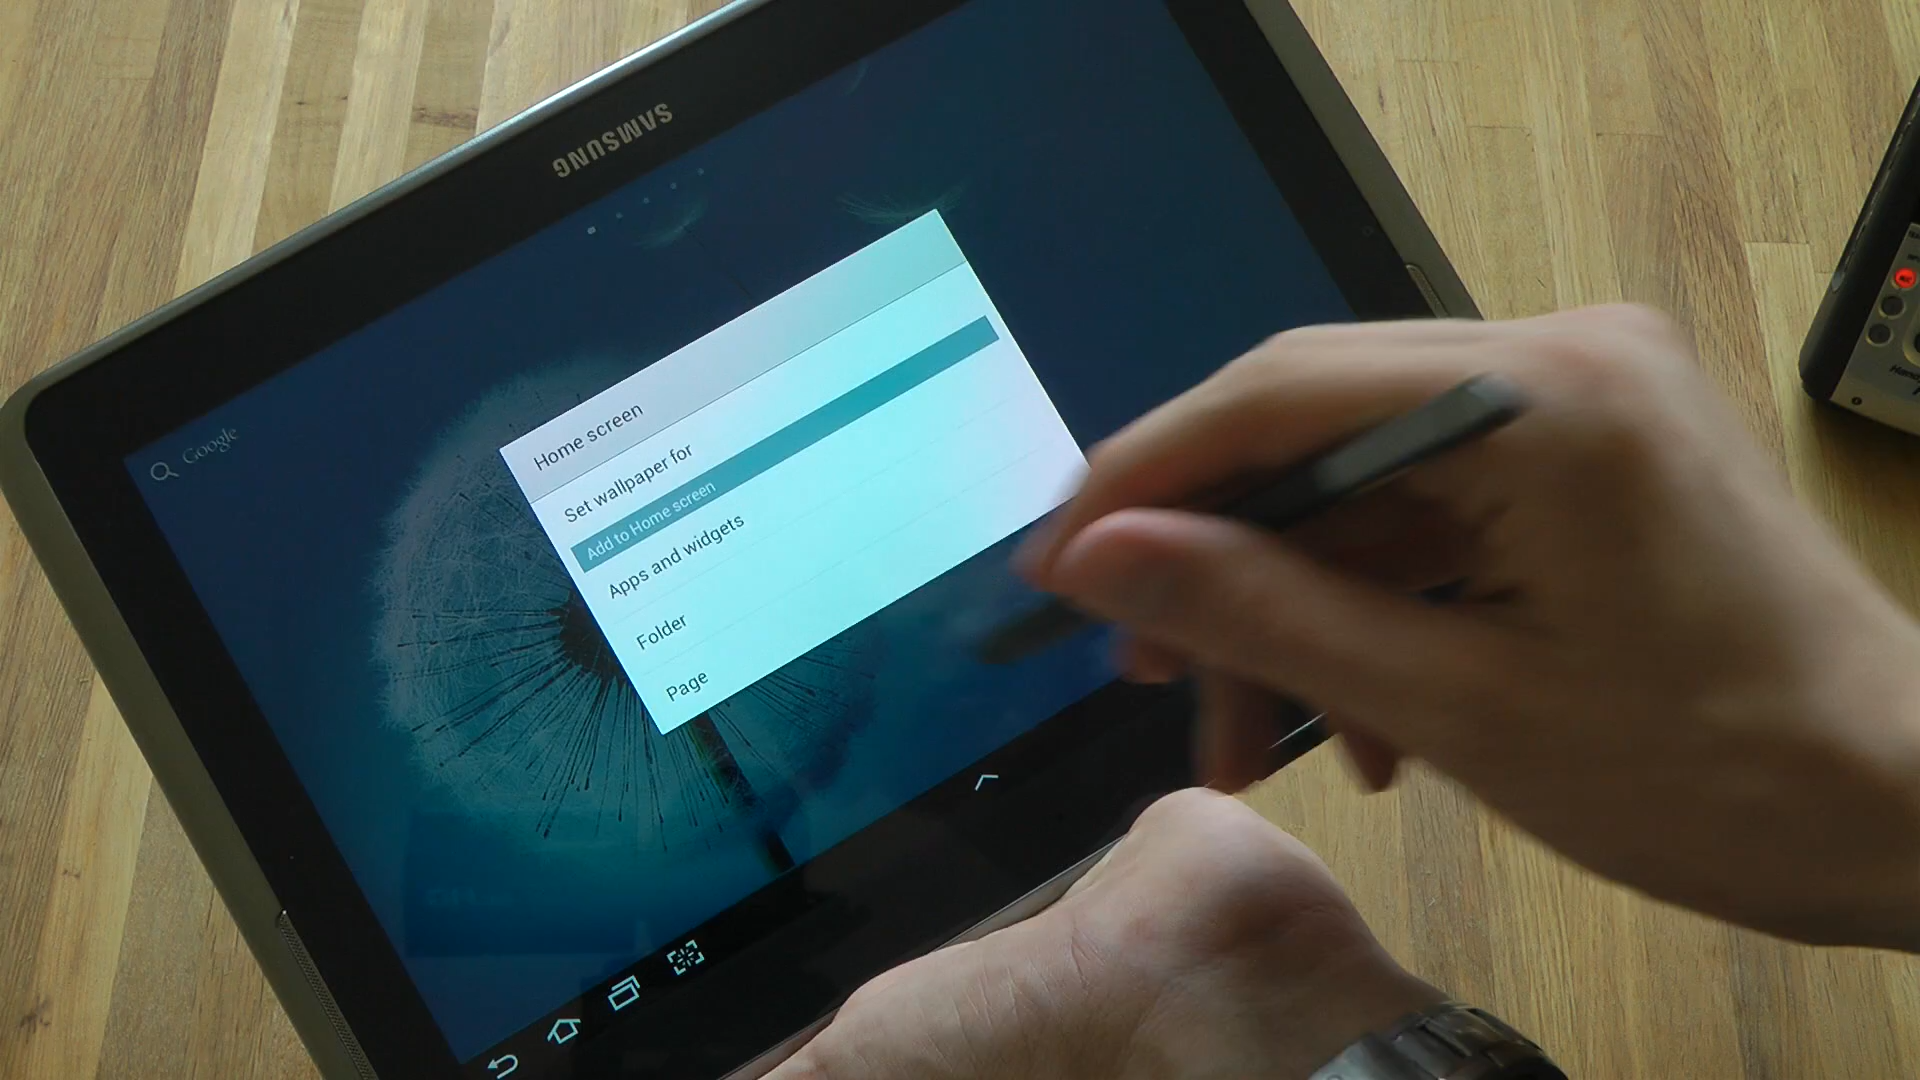 SAMSUNG
Google
Home screen
Set wallpaper for
Add to Home screen
Apps and widgets
Folder
Page